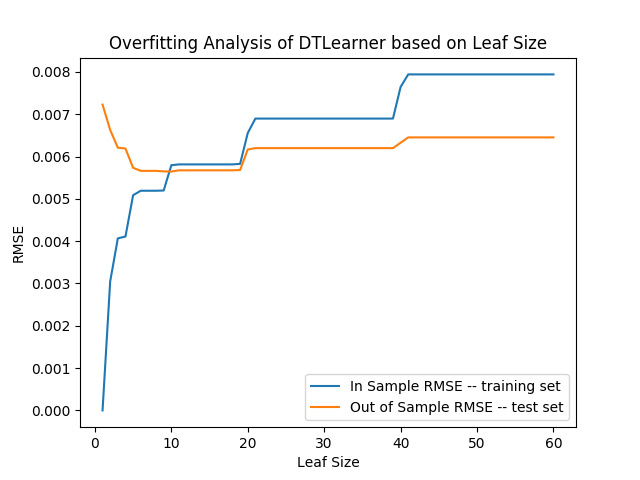 Overfitting Analysis of DTLearner based on Leaf Size
0.008
0.007
0.006
0.005
0.004
0.003
0.002
0.001
0.000
RMSE
In Sample RMSE -- training set
Out of Sample RMSE -- test set
0 10 20 30 40 50 60
Leaf Size